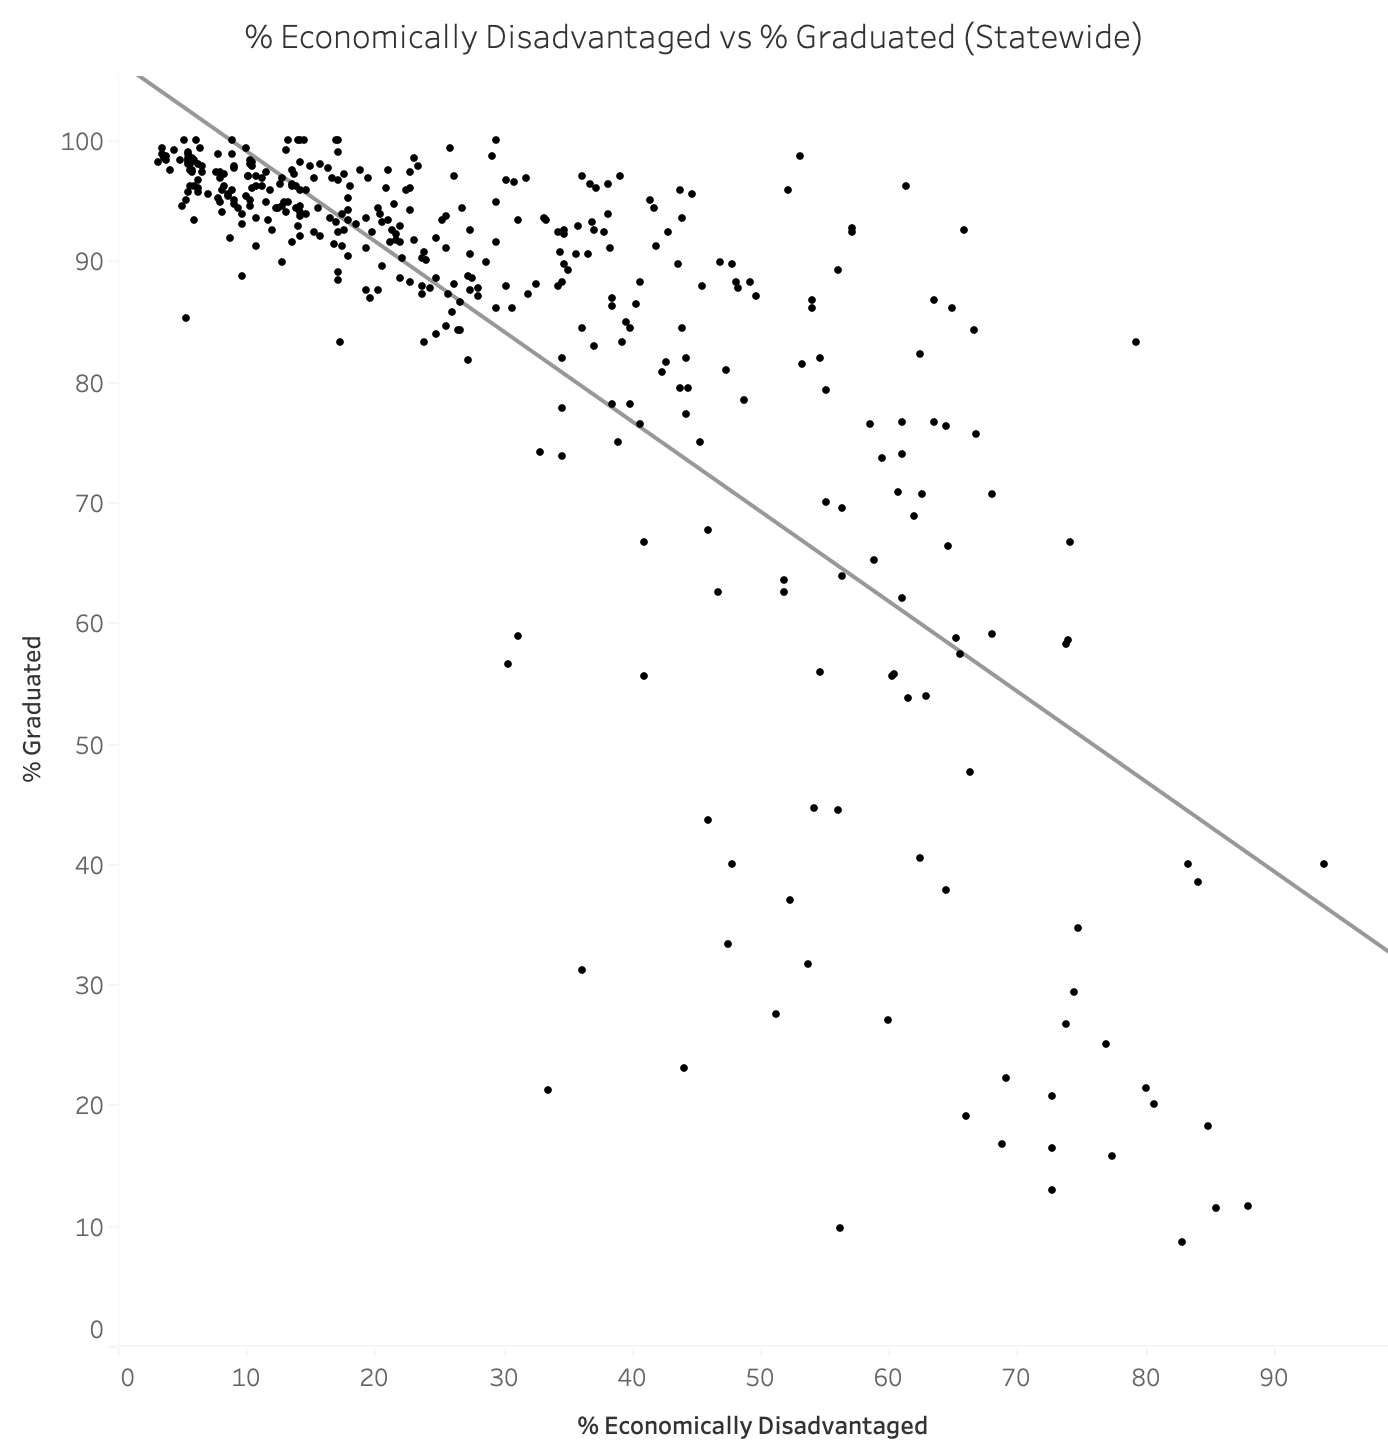 % Economically Disadvantaged vs % Graduated (Statewide)
100
90
80
70
60
50
40
30
20
10
0
% Graduated
0 10 20 30 40 50 60 70 80 90
% Economically Disadvantaged